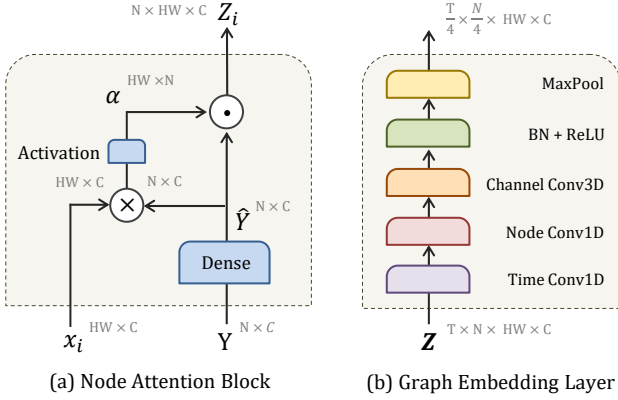 N × HW × C
Z_i
HW ×N
α
Activation
HW × C
N × C
×
Ŷ
N × C
Dense
x_i
HW × C
Y
N × C
(a) Node Attention Block
T/4 × N/4 × HW × C
MaxPool
BN + ReLU
Channel Conv3D
Node Conv1D
Time Conv1D
Z
T × N × HW × C
(b) Graph Embedding Layer